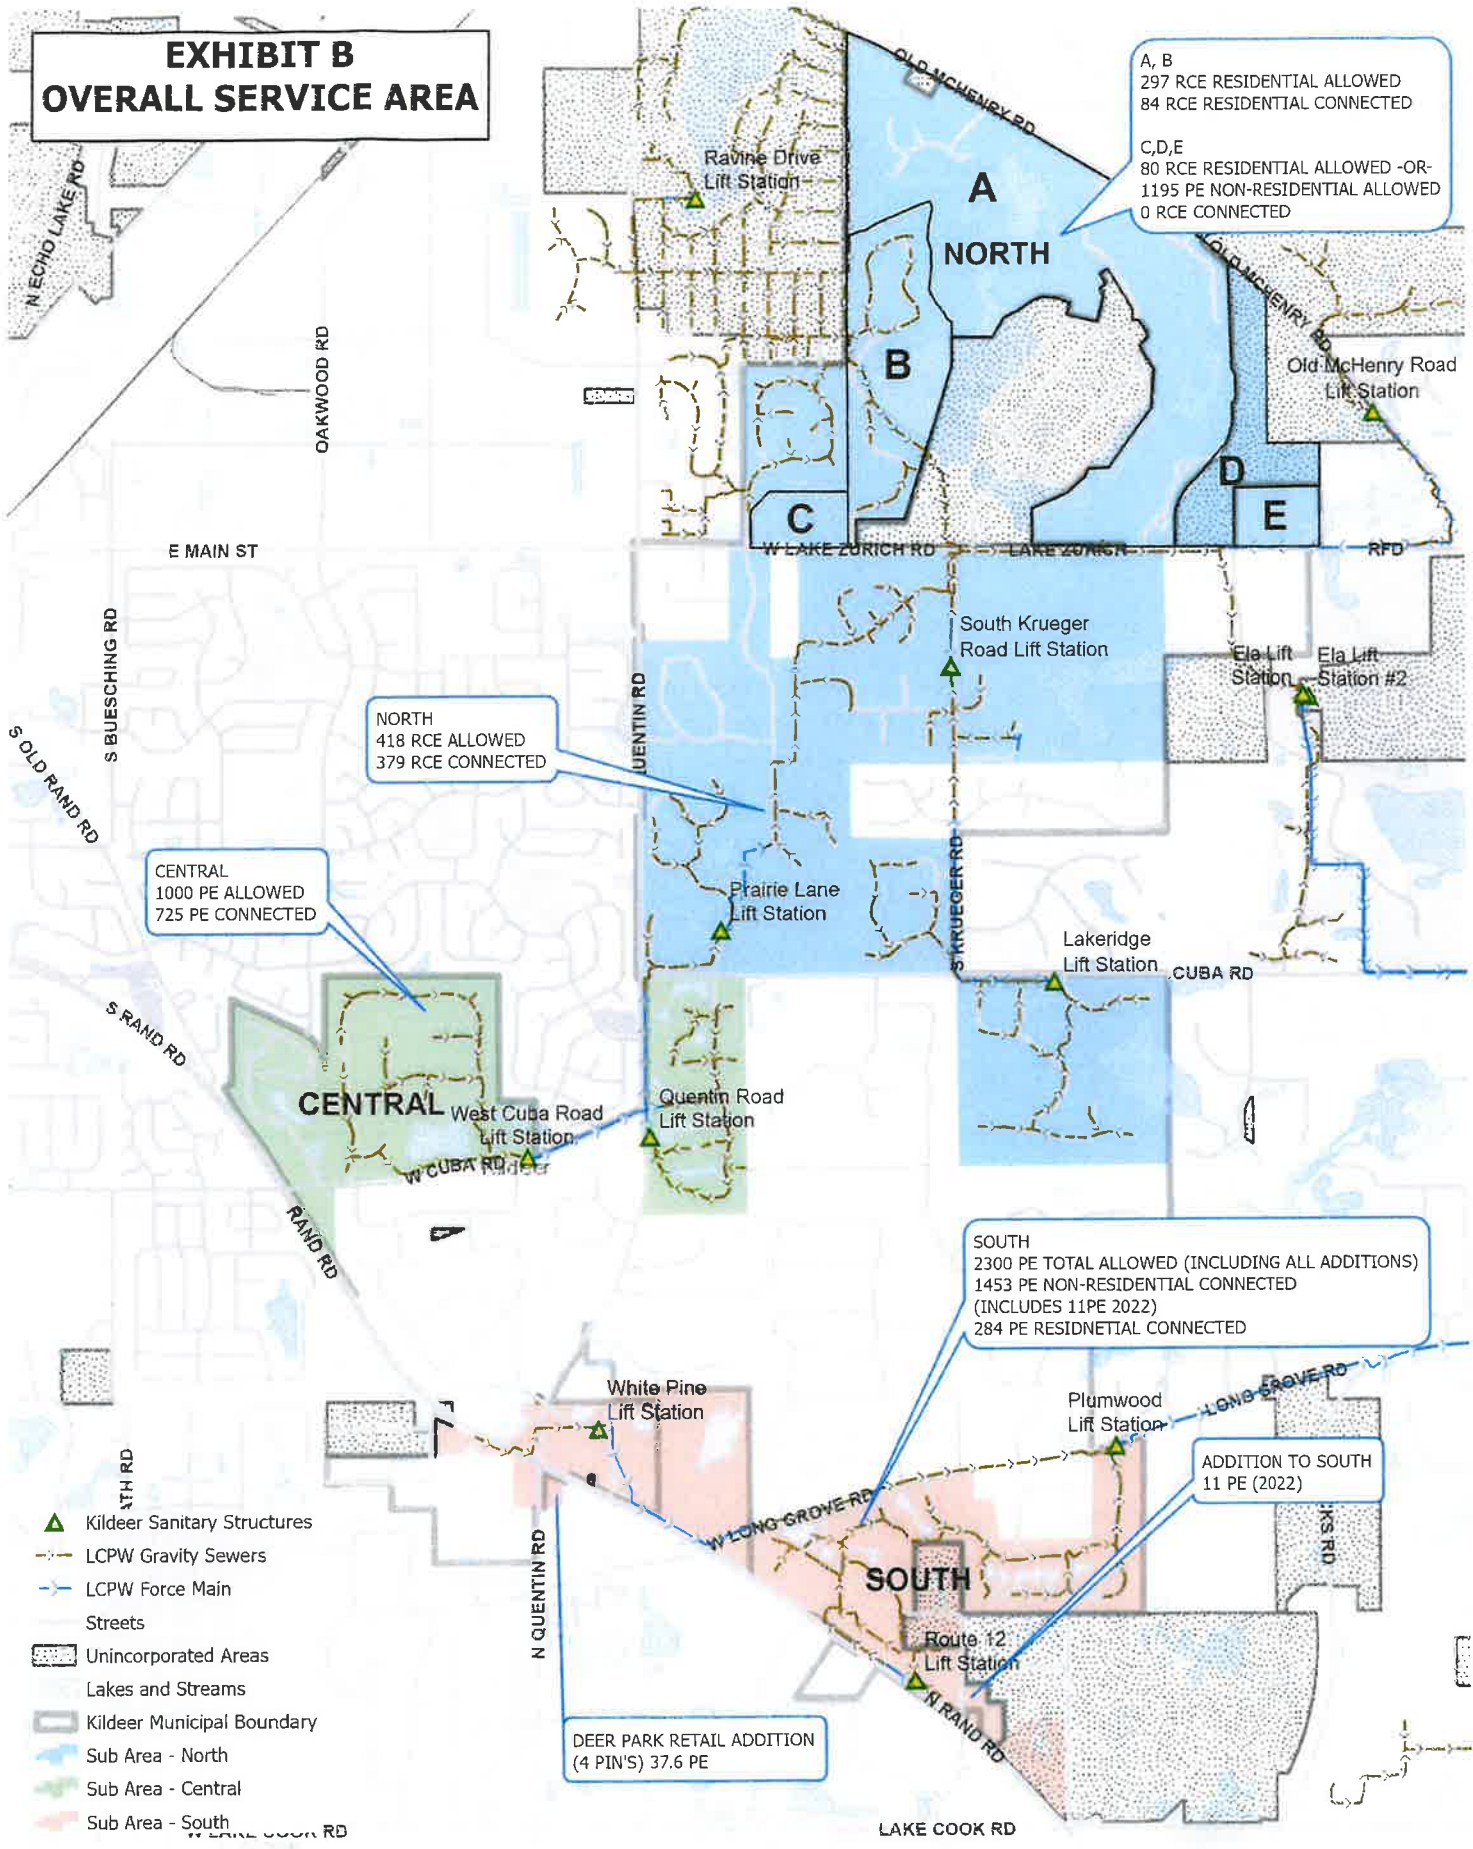 EXHIBIT B
OVERALL SERVICE AREA
A, B
297 RCE RESIDENTIAL ALLOWED
84 RCE RESIDENTIAL CONNECTED
C,D,E
80 RCE RESIDENTIAL ALLOWED -OR-
1195 PE NON-RESIDENTIAL ALLOWED
0 RCE CONNECTED
OLD MCHENRY RD
N ECHO LAKE RD
Ravine Drive
Lift Station
A
NORTH
OLD MCHENRY RD
OAKWOOD RD
B
Old McHenry Road
Lift Station
D
C
E
E MAIN ST
W LAKE ZURICH RD
LAKE ZURICH
RFD
S BUESCHING RD
South Krueger
Road Lift Station
Ela Lift
Station
Ela Lift
Station #2
UENTIN RD
NORTH
418 RCE ALLOWED
379 RCE CONNECTED
S OLD RAND RD
CENTRAL
1000 PE ALLOWED
725 PE CONNECTED
Prairie Lane
Lift Station
S KRUEGER RD
Lakeridge
Lift Station
CUBA RD
S RAND RD
CENTRAL
West Cuba Road
Lift Station
Quentin Road
Lift Station
W CUBA RD
Kildeer
RAND RD
SOUTH
2300 PE TOTAL ALLOWED (INCLUDING ALL ADDITIONS)
1453 PE NON-RESIDENTIAL CONNECTED
(INCLUDES 11PE 2022)
284 PE RESIDNETIAL CONNECTED
White Pine
Lift Station
Plumwood
Lift Station
LONG GROVE RD
ADDITION TO SOUTH
11 PE (2022)
ATH RD
W LONG GROVE RD
CKS RD
N QUENTIN RD
SOUTH
Route 12
Lift Station
N RAND RD
DEER PARK RETAIL ADDITION
(4 PIN'S) 37.6 PE
Kildeer Sanitary Structures
LCPW Gravity Sewers
LCPW Force Main
Streets
Unincorporated Areas
Lakes and Streams
Kildeer Municipal Boundary
Sub Area - North
Sub Area - Central
Sub Area - South
W LAKE COOK RD
LAKE COOK RD